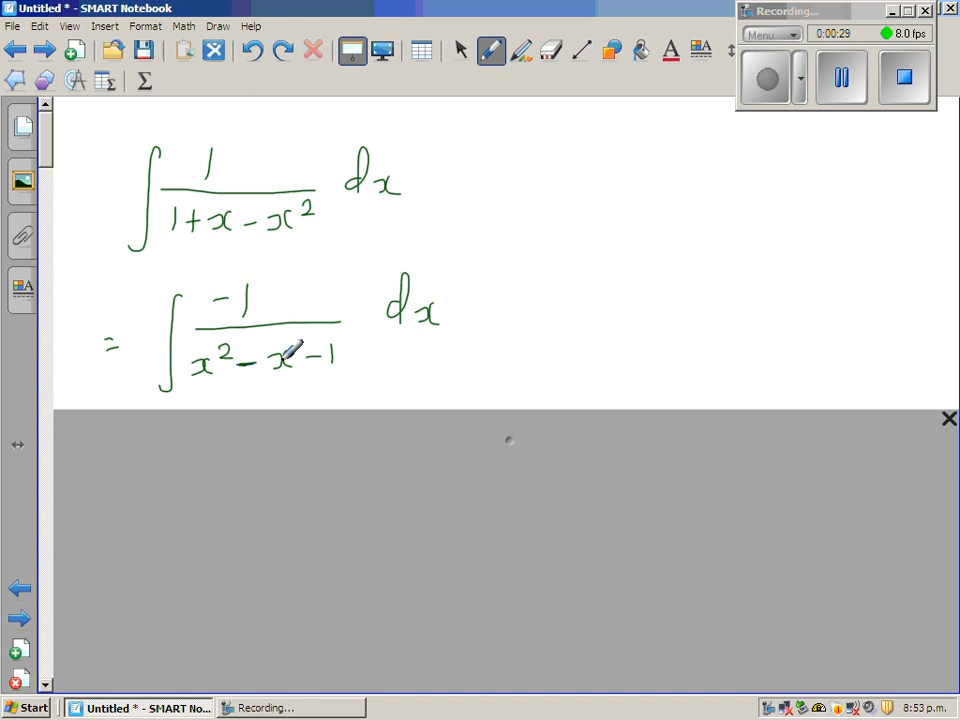 Untitled * - SMART Notebook
File Edit View Insert Format Math Draw Help
Recording...
Menu 0:00:29 8.0 fps
∫ 1/(1+x-x²) dx
= ∫ -1/(x²-x-1) dx
Start Untitled * - SMART No... Recording... 8:53 p.m.